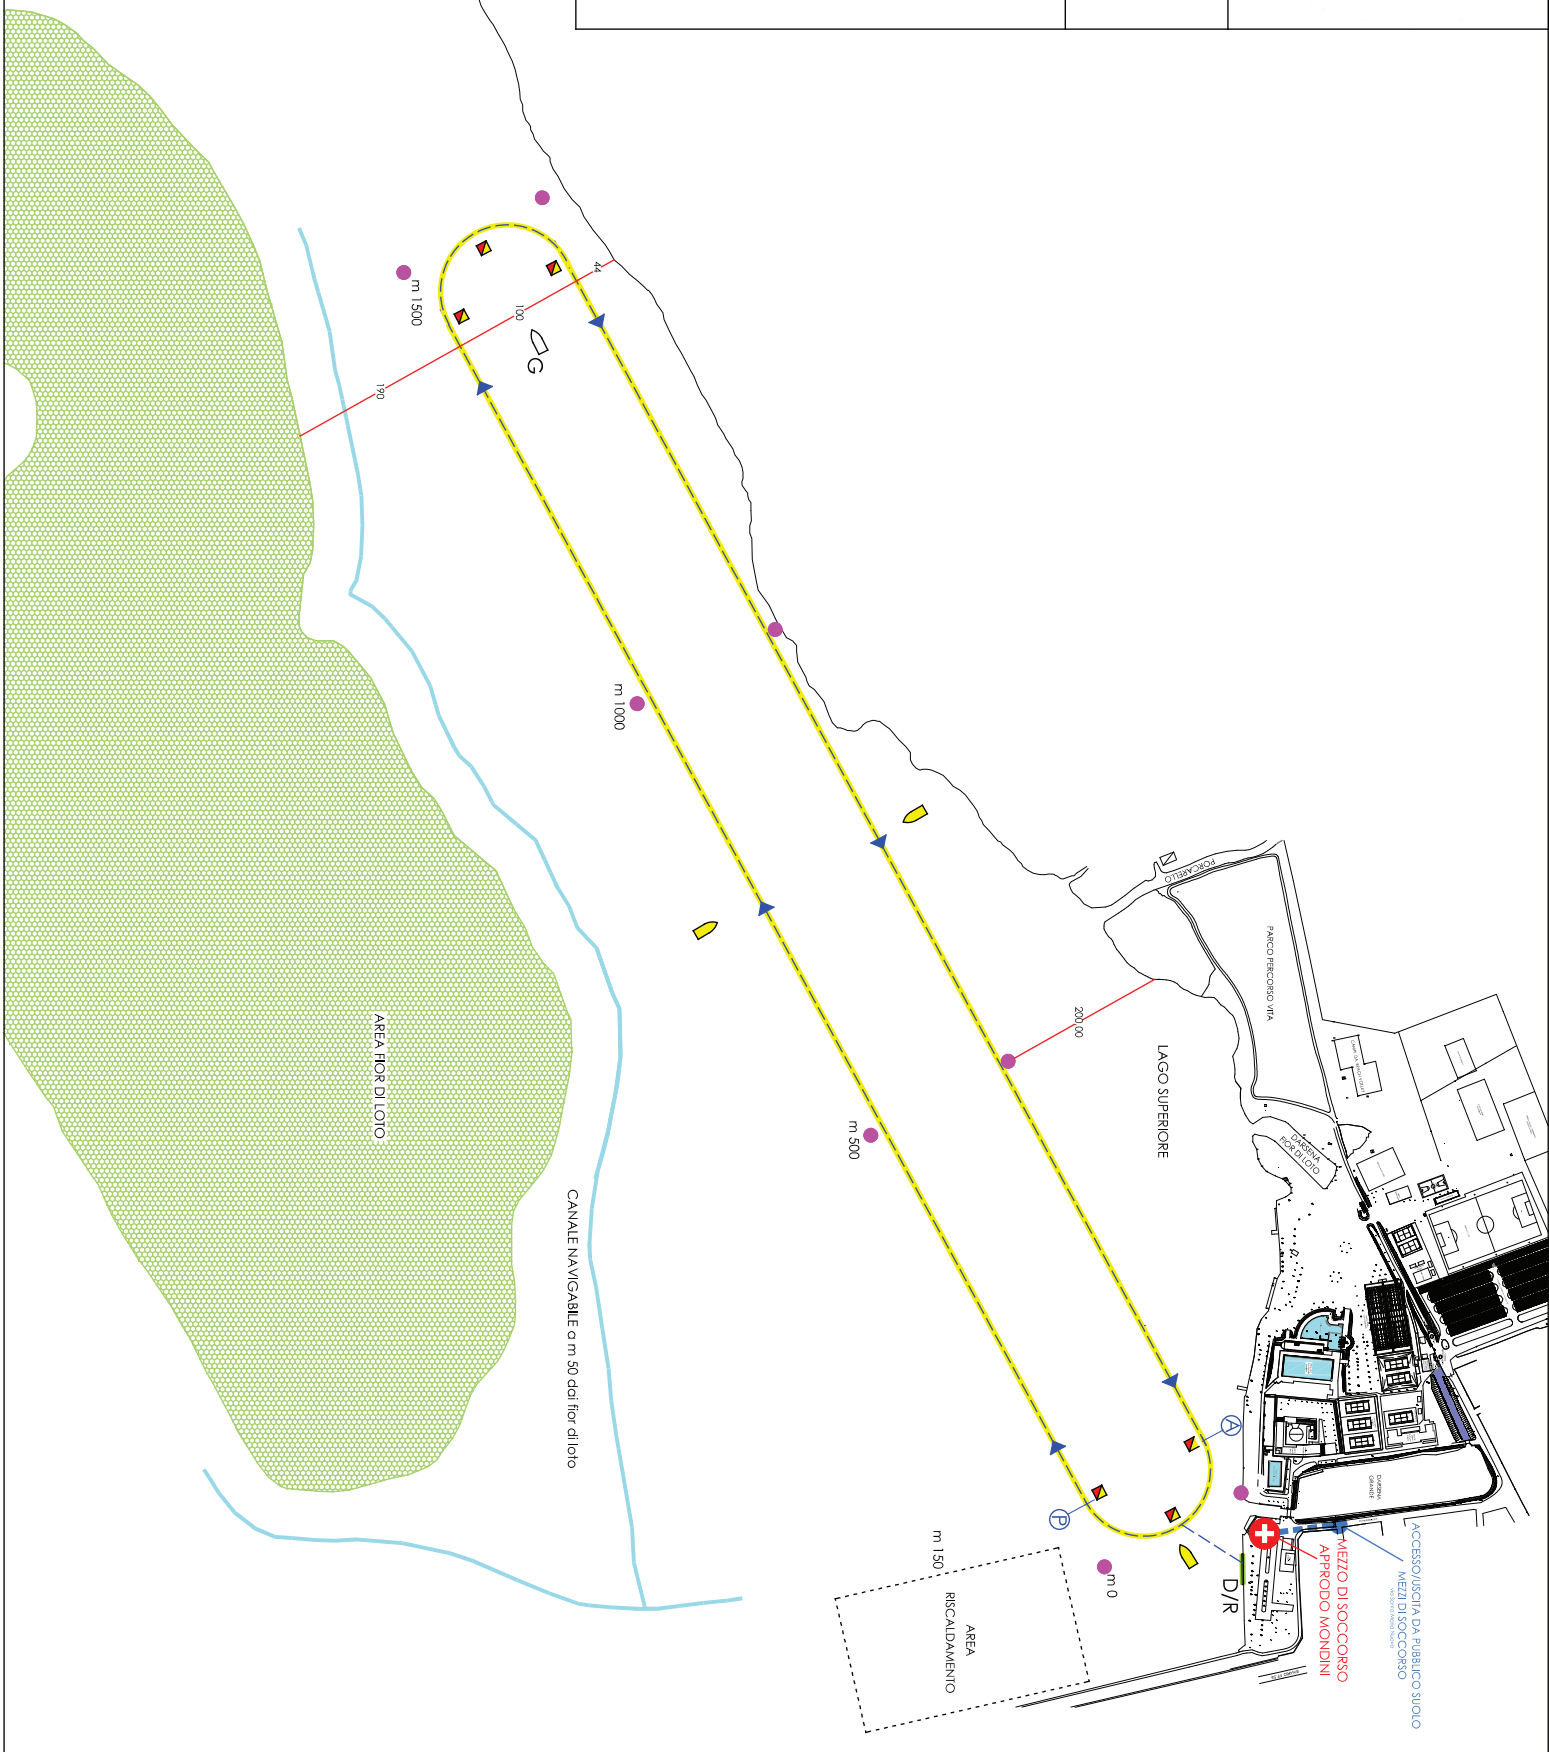 44
100
190
m 1500
G
m 1000
m 500
200,00
LAGO SUPERIORE
PORCARELLO
PARCO PERCORSO VITA
DARSENA
FIOR DI LOTO
AREA FIOR DI LOTO
CANALE NAVIGABILE a m 50 dai fior di loto
A
P
DARSENA
GRANDE
m 0
m 150
AREA
RISCALDAMENTO
D/R
MEZZO DI SOCCORSO
APPRODO MONDINI
ACCESSO/USCITA DA PUBBLICO SUOLO
MEZZI DI SOCCORSO